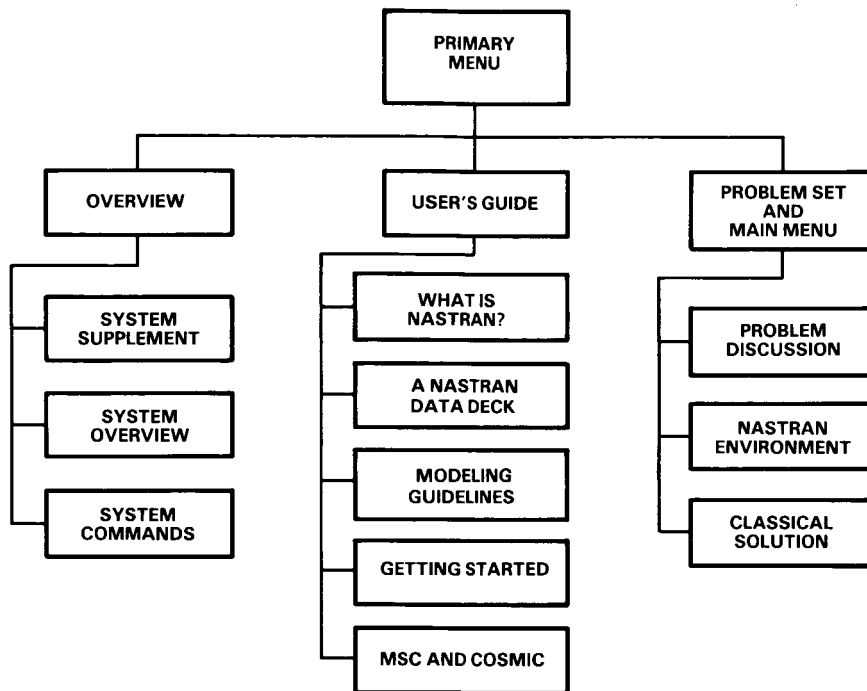 PRIMARY
MENU
OVERVIEW
USER'S GUIDE
PROBLEM SET
AND
MAIN MENU
SYSTEM
SUPPLEMENT
SYSTEM
OVERVIEW
SYSTEM
COMMANDS
WHAT IS
NASTRAN?
A NASTRAN
DATA DECK
MODELING
GUIDELINES
GETTING STARTED
MSC AND COSMIC
PROBLEM
DISCUSSION
NASTRAN
ENVIRONMENT
CLASSICAL
SOLUTION